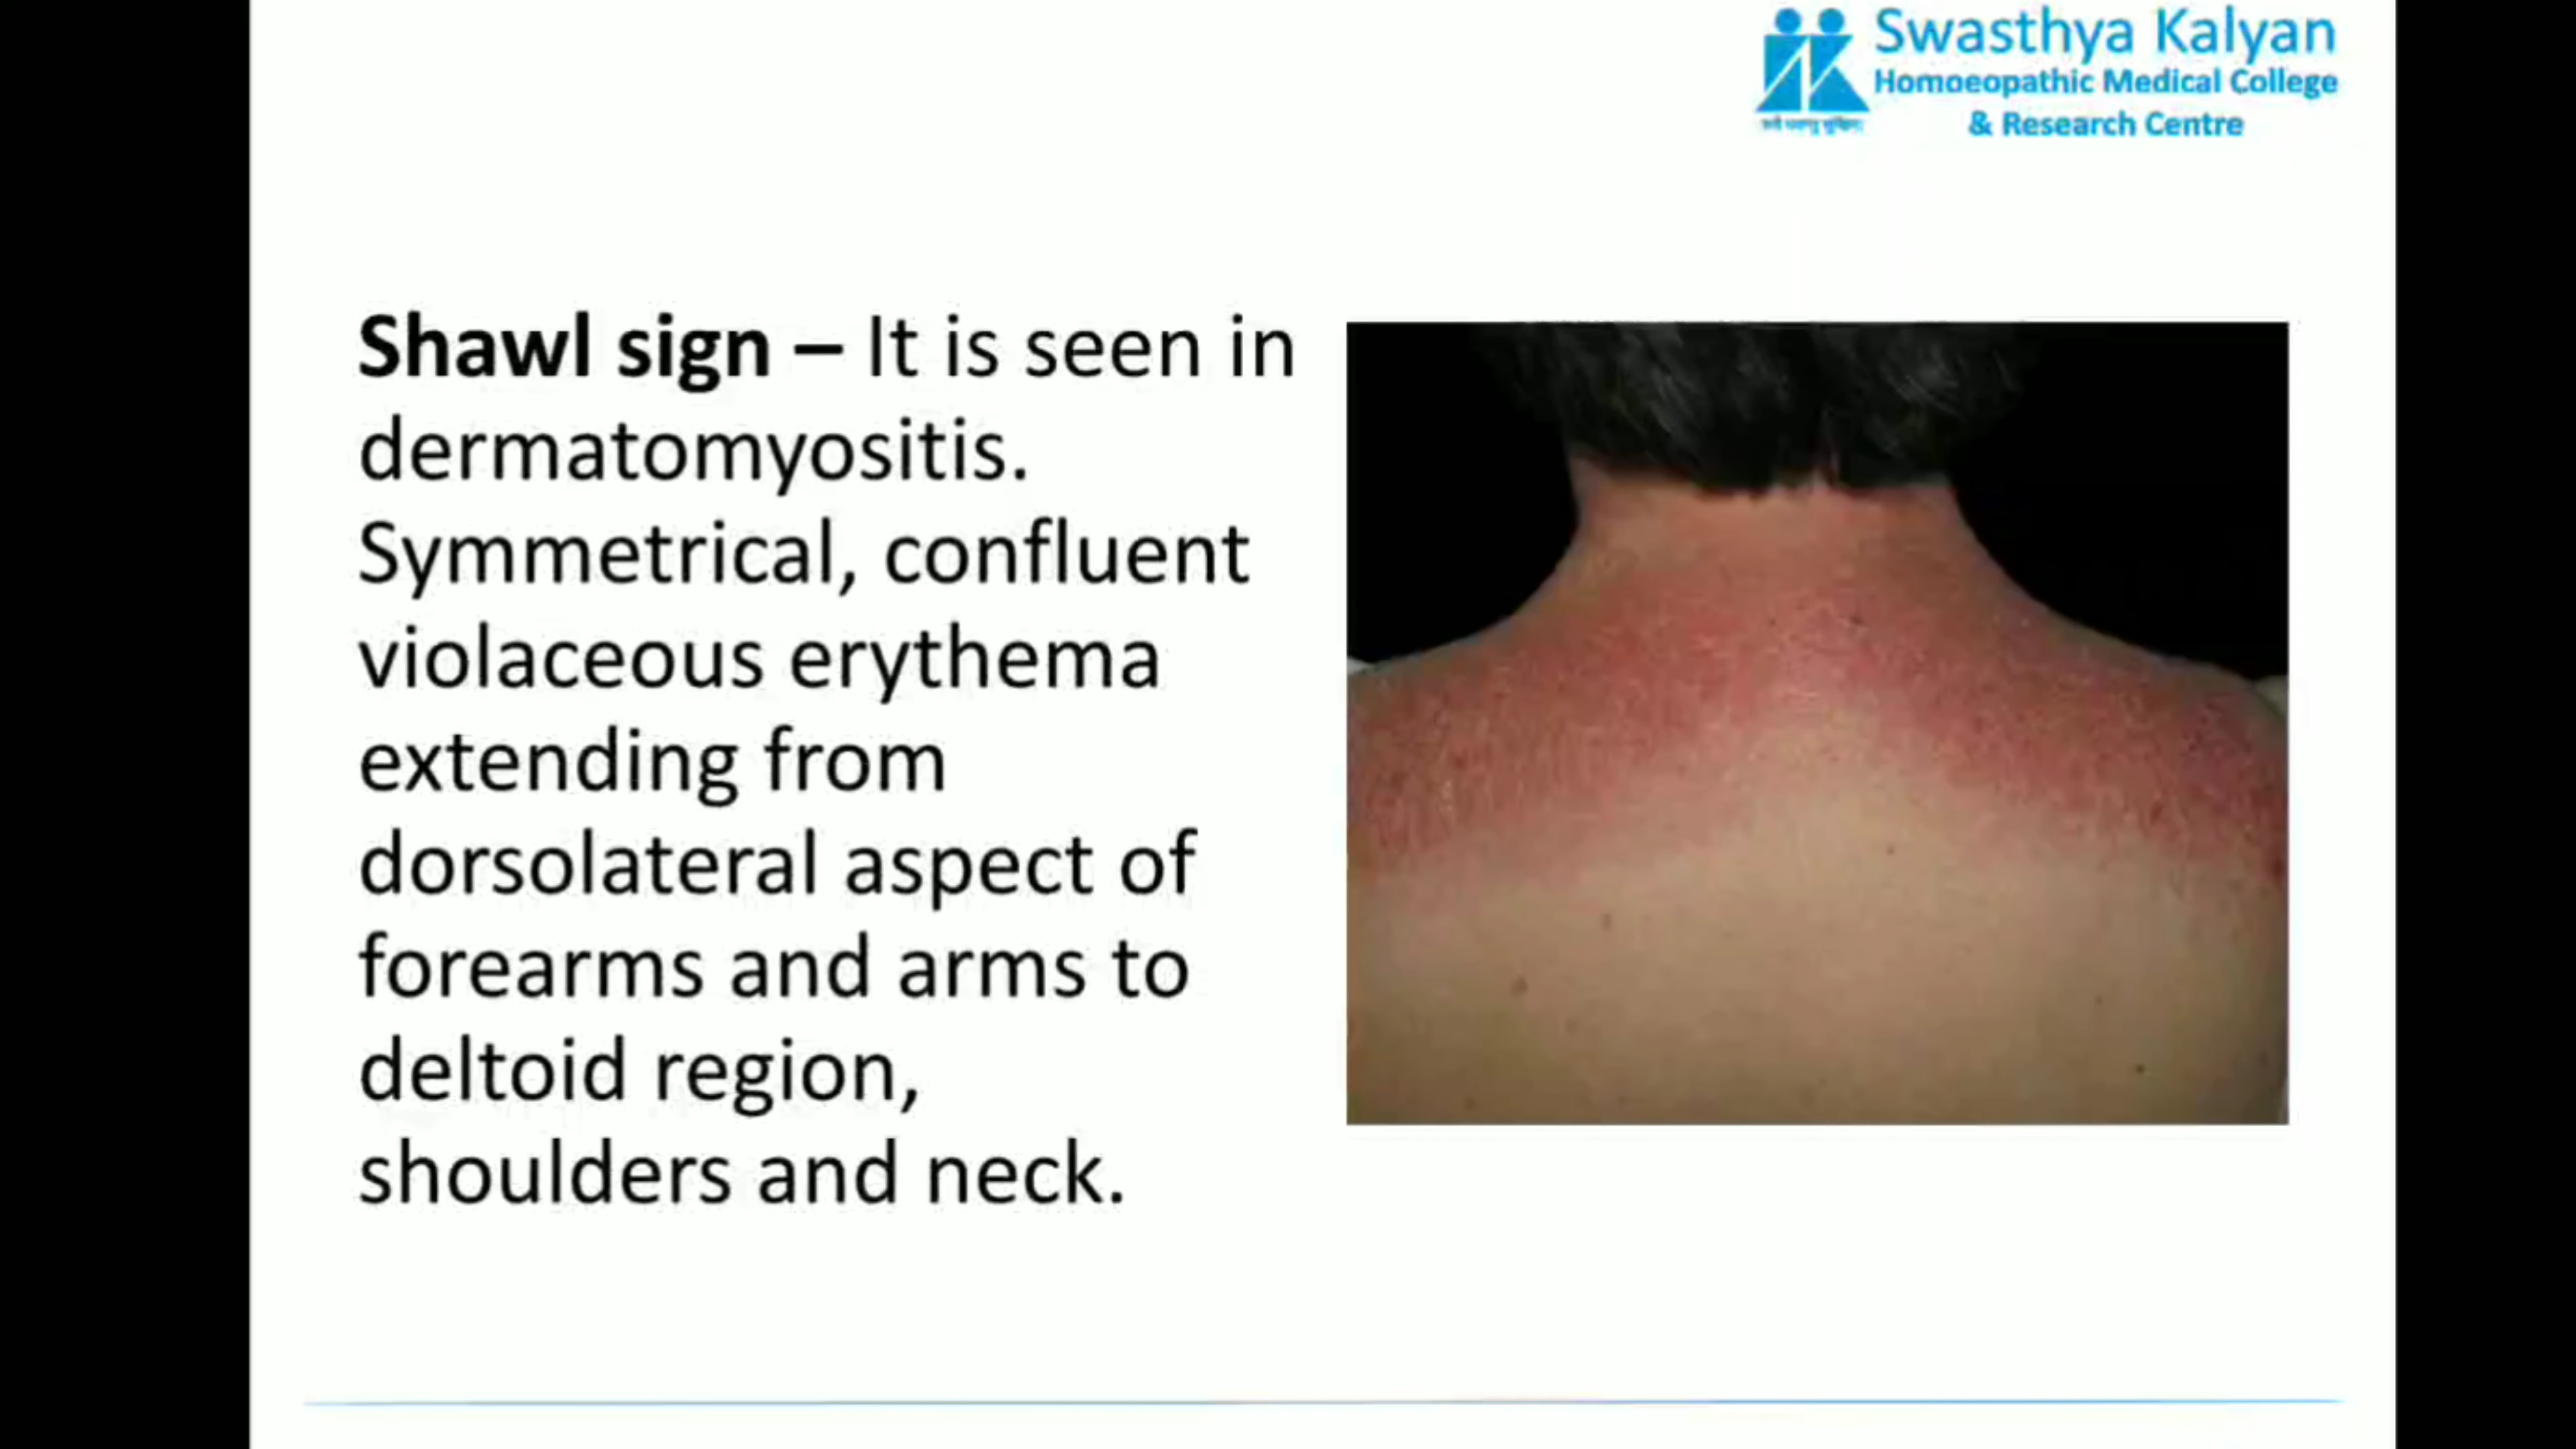 Swasthya Kalyan
Homoeopathic Medical College
& Research Centre
Shawl sign – It is seen in
dermatomyositis.
Symmetrical, confluent
violaceous erythema
extending from
dorsolateral aspect of
forearms and arms to
deltoid region,
shoulders and neck.